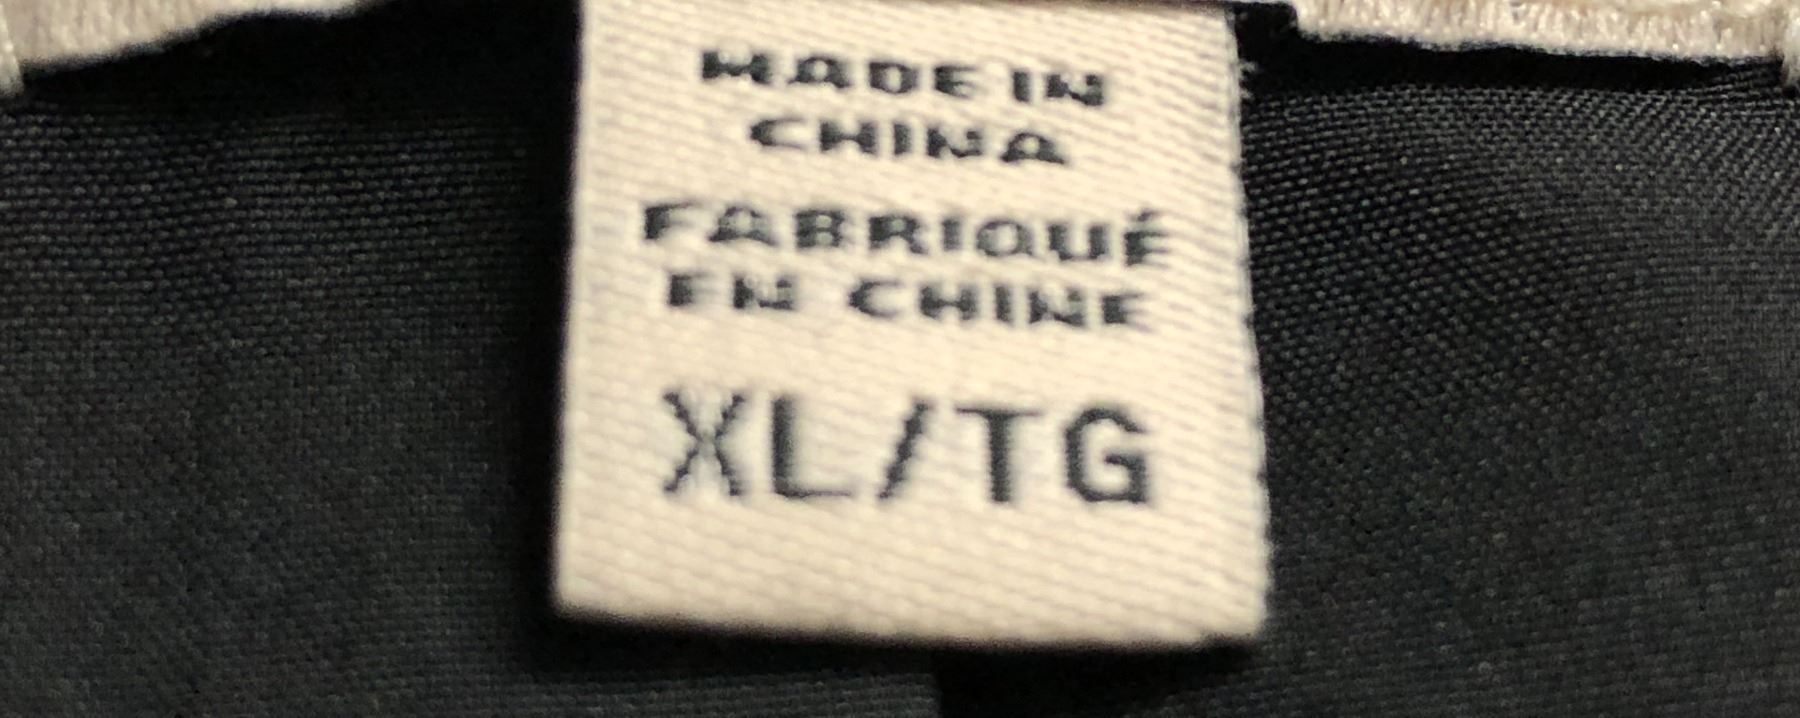 MADE IN
CHINA
FABRIQUÉ
EN CHINE
XL/TG